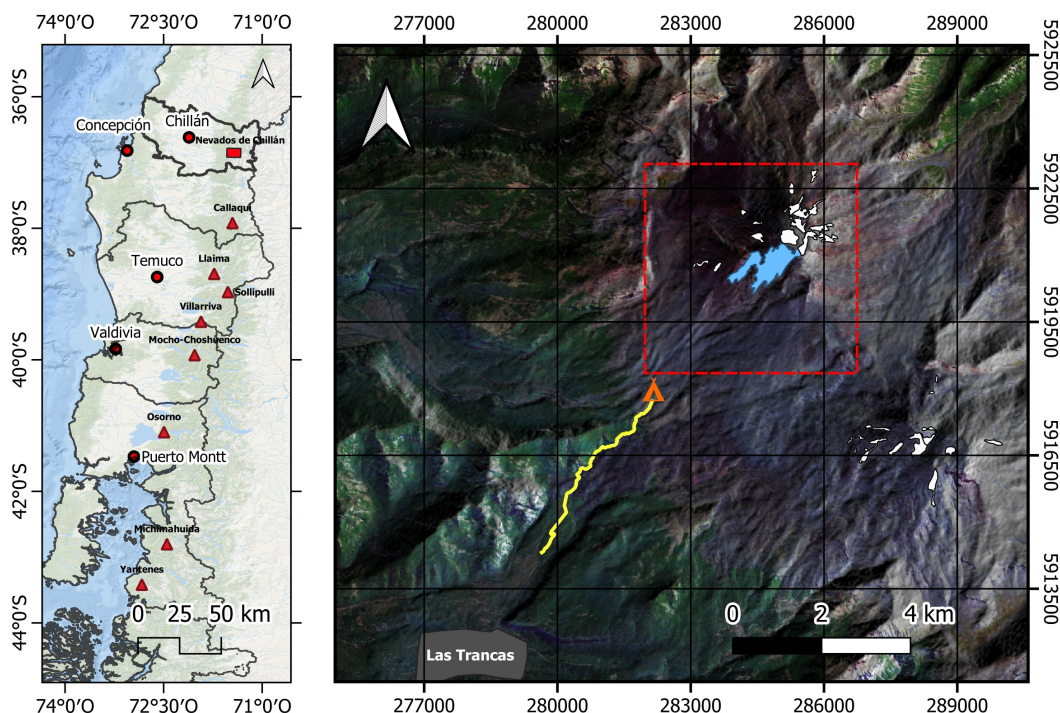 74°0′O 72°30′O 71°0′O
36°0′S
38°0′S
40°0′S
42°0′S
44°0′S
Concepción
Chillán
Nevados de Chillán
Callaqui
Temuco
Llaima
Sollipulli
Villarriva
Valdivia
Mocho-Choshuenco
Osorno
Puerto Montt
Michimahuida
Yantenes
0 25 50 km
74°0′O 72°30′O 71°0′O
277000 280000 283000 286000 289000
5925500
5922500
5919500
5916500
5913500
0 2 4 km
Las Trancas
277000 280000 283000 286000 289000